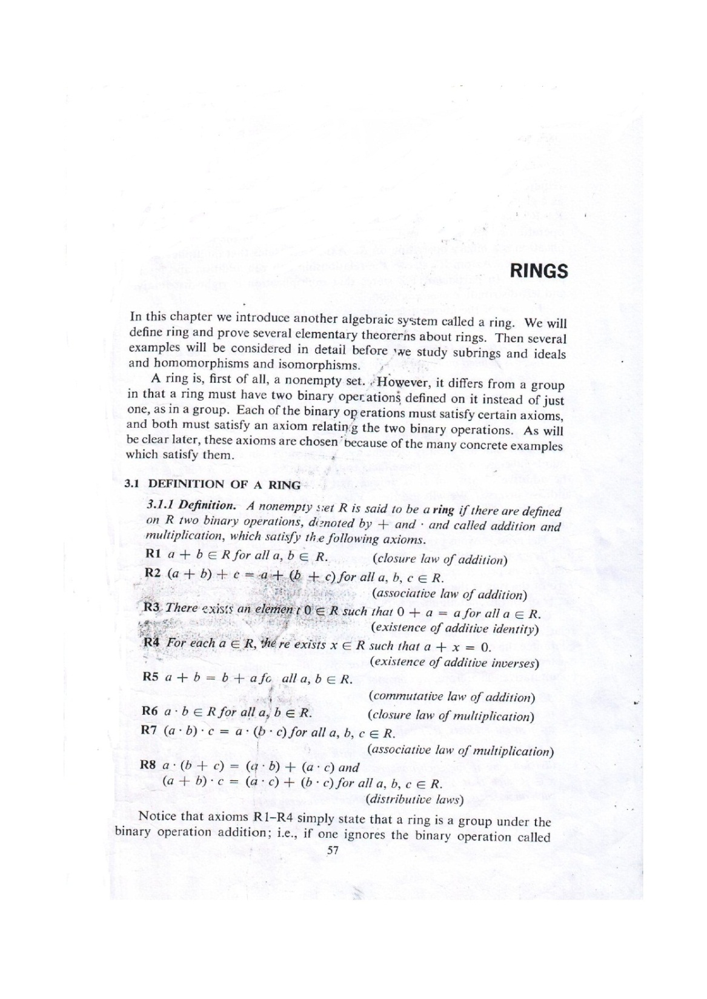 RINGS
In this chapter we introduce another algebraic system called a ring. We will
define ring and prove several elementary theorems about rings. Then several
examples will be considered in detail before we study subrings and ideals
and homomorphisms and isomorphisms.
A ring is, first of all, a nonempty set. However, it differs from a group
in that a ring must have two binary operations defined on it instead of just
one, as in a group. Each of the binary operations must satisfy certain axioms,
and both must satisfy an axiom relating the two binary operations. As will
be clear later, these axioms are chosen because of the many concrete examples
which satisfy them.
3.1 DEFINITION OF A RING
3.1.1 Definition. A nonempty set R is said to be a ring if there are defined
on R two binary operations, denoted by + and · and called addition and
multiplication, which satisfy the following axioms.
R1 a + b ∈ R for all a, b ∈ R. (closure law of addition)
R2 (a + b) + c = a + (b + c) for all a, b, c ∈ R.
(associative law of addition)
R3 There exists an element 0 ∈ R such that 0 + a = a for all a ∈ R.
(existence of additive identity)
R4 For each a ∈ R, there exists x ∈ R such that a + x = 0.
(existence of additive inverses)
R5 a + b = b + a fo all a, b ∈ R.
(commutative law of addition)
R6 a · b ∈ R for all a, b ∈ R. (closure law of multiplication)
R7 (a · b) · c = a · (b · c) for all a, b, c ∈ R.
(associative law of multiplication)
R8 a · (b + c) = (a · b) + (a · c) and
(a + b) · c = (a · c) + (b · c) for all a, b, c ∈ R.
(distributive laws)
Notice that axioms R1–R4 simply state that a ring is a group under the
binary operation addition; i.e., if one ignores the binary operation called
57